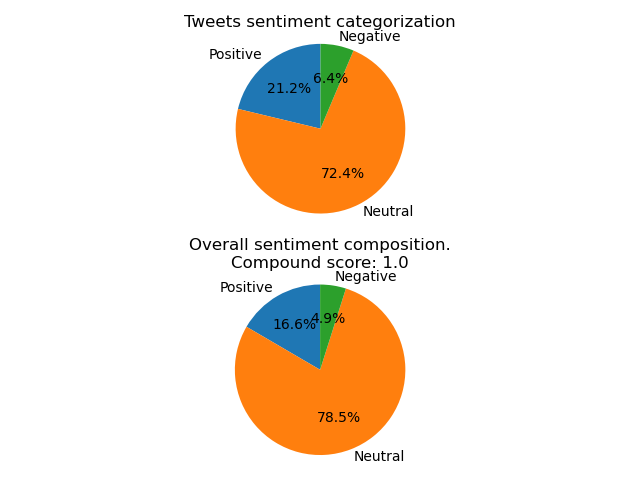 Tweets sentiment categorization
Negative
Positive
6.4%
21.2%
72.4%
Neutral
Overall sentiment composition.
Compound score: 1.0
Negative
Positive
4.9%
16.6%
78.5%
Neutral